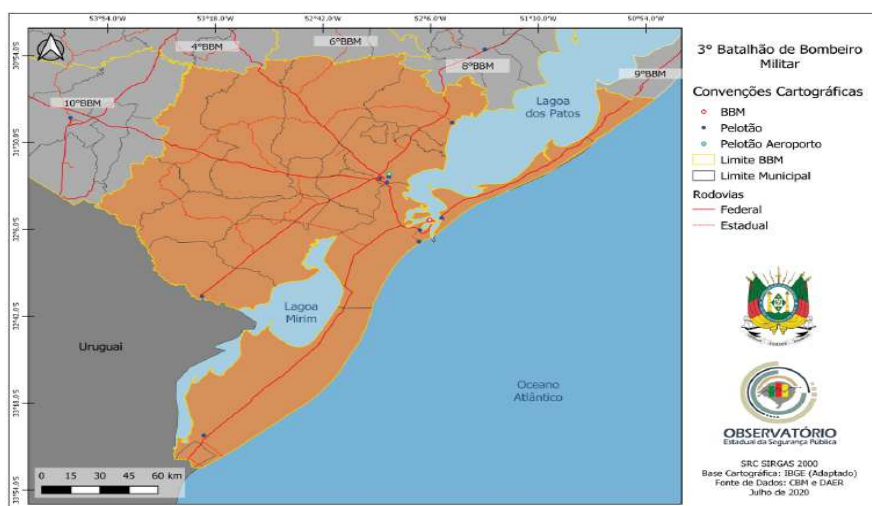 53°54.0'W 53°18.0'W 52°42.0'W 52°6.0'W 51°30.0'W 50°54.0'W
4°BBM
6°BBM
8°BBM
9°BBM
10°BBM
Lagoa
dos Patos
Lagoa
Mirim
Uruguai
Oceano
Atlântico
0 15 30 45 60 km
3° Batalhão de Bombeiro
Militar
Convenções Cartográficas
BBM
Pelotão
Pelotão Aeroporto
Limite BBM
Limite Municipal
Rodovias
Federal
Estadual
OBSERVATÓRIO
Estadual da Segurança Pública
SRC SIRGAS 2000
Base Cartográfica: IBGE (Adaptado)
Fonte de Dados: CBM e DAER
Julho de 2020